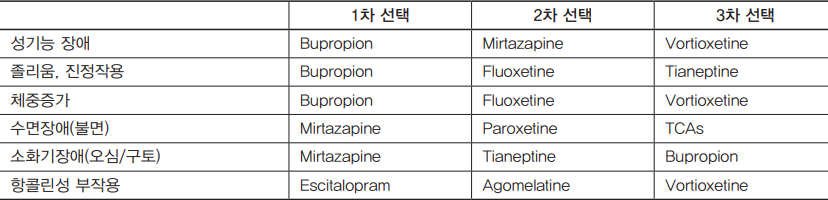 1차 선택 2차 선택 3차 선택
성기능 장애 Bupropion Mirtazapine Vortioxetine
졸리움, 진정작용 Bupropion Fluoxetine Tianeptine
체중증가 Bupropion Fluoxetine Vortioxetine
수면장애(불면) Mirtazapine Paroxetine TCAs
소화기장애(오심/구토) Mirtazapine Tianeptine Bupropion
항콜린성 부작용 Escitalopram Agomelatine Vortioxetine